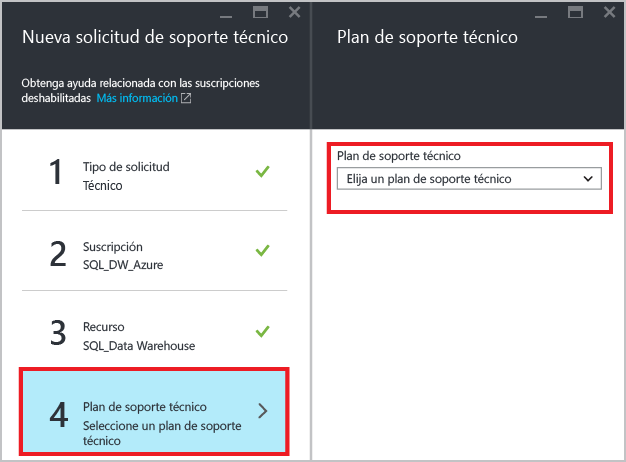 Nueva solicitud de soporte técnico
Obtenga ayuda relacionada con las suscripciones
deshabilitadas Más información
1
Tipo de solicitud
Técnico
2
Suscripción
SQL_DW_Azure
3
Recurso
SQL_Data Warehouse
4
Plan de soporte técnico
Seleccione un plan de soporte
técnico
Plan de soporte técnico
Plan de soporte técnico
Elija un plan de soporte técnico